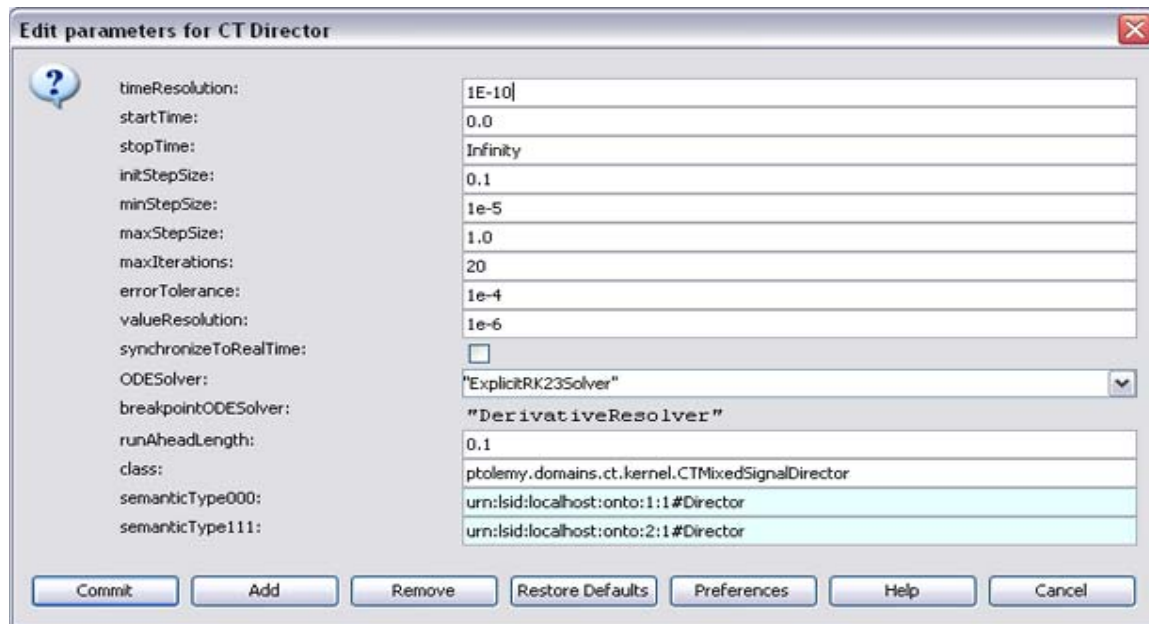 Edit parameters for CT Director
timeResolution: 1E-10
startTime: 0.0
stopTime: Infinity
initStepSize: 0.1
minStepSize: 1e-5
maxStepSize: 1.0
maxIterations: 20
errorTolerance: 1e-4
valueResolution: 1e-6
synchronizeToRealTime:
ODESolver: "ExplicitRK23Solver"
breakpointODESolver: "DerivativeResolver"
runAheadLength: 0.1
class: ptolemy.domains.ct.kernel.CTMixedSignalDirector
semanticType000: urn:lsid:localhost:onto:1:1#Director
semanticType111: urn:lsid:localhost:onto:2:1#Director
Commit Add Remove Restore Defaults Preferences Help Cancel